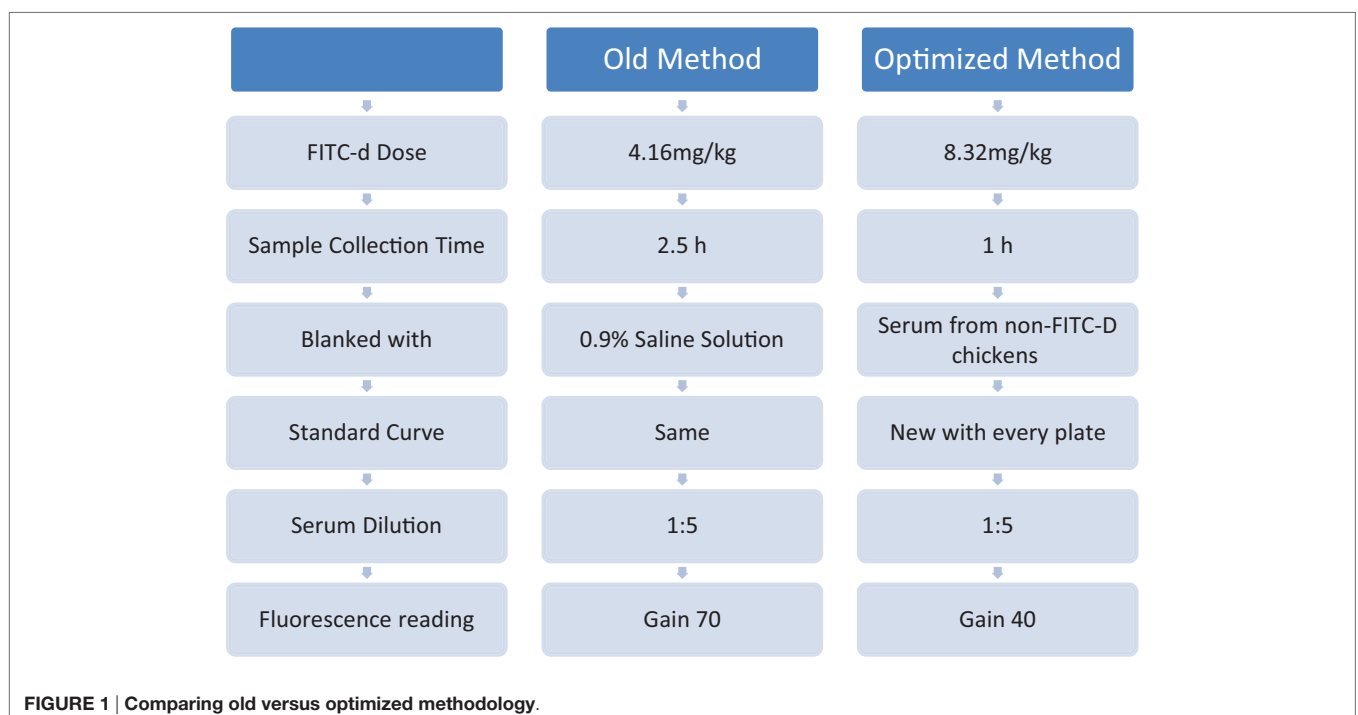 Old Method
Optimized Method
FITC-d Dose
4.16mg/kg
8.32mg/kg
Sample Collection Time
2.5 h
1 h
Blanked with
0.9% Saline Solution
Serum from non-FITC-D
chickens
Standard Curve
Same
New with every plate
Serum Dilution
1:5
1:5
Fluorescence reading
Gain 70
Gain 40
FIGURE 1 | Comparing old versus optimized methodology.